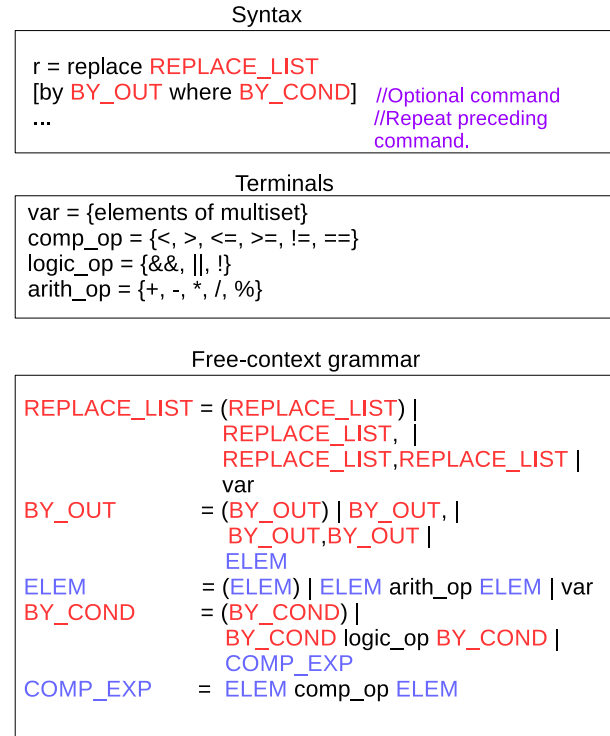 Syntax
r = replace REPLACE_LIST
[by BY_OUT where BY_COND] //Optional command
... //Repeat preceding
command.
Terminals
var = {elements of multiset}
comp_op = {<, >, <=, >=, !=, ==}
logic_op = {&&, ||, !}
arith_op = {+, -, *, /, %}
Free-context grammar
REPLACE_LIST = (REPLACE_LIST) |
REPLACE_LIST, |
REPLACE_LIST,REPLACE_LIST |
var
BY_OUT = (BY_OUT) | BY_OUT, |
BY_OUT,BY_OUT |
ELEM
ELEM = (ELEM) | ELEM arith_op ELEM | var
BY_COND = (BY_COND) |
BY_COND logic_op BY_COND |
COMP_EXP
COMP_EXP = ELEM comp_op ELEM